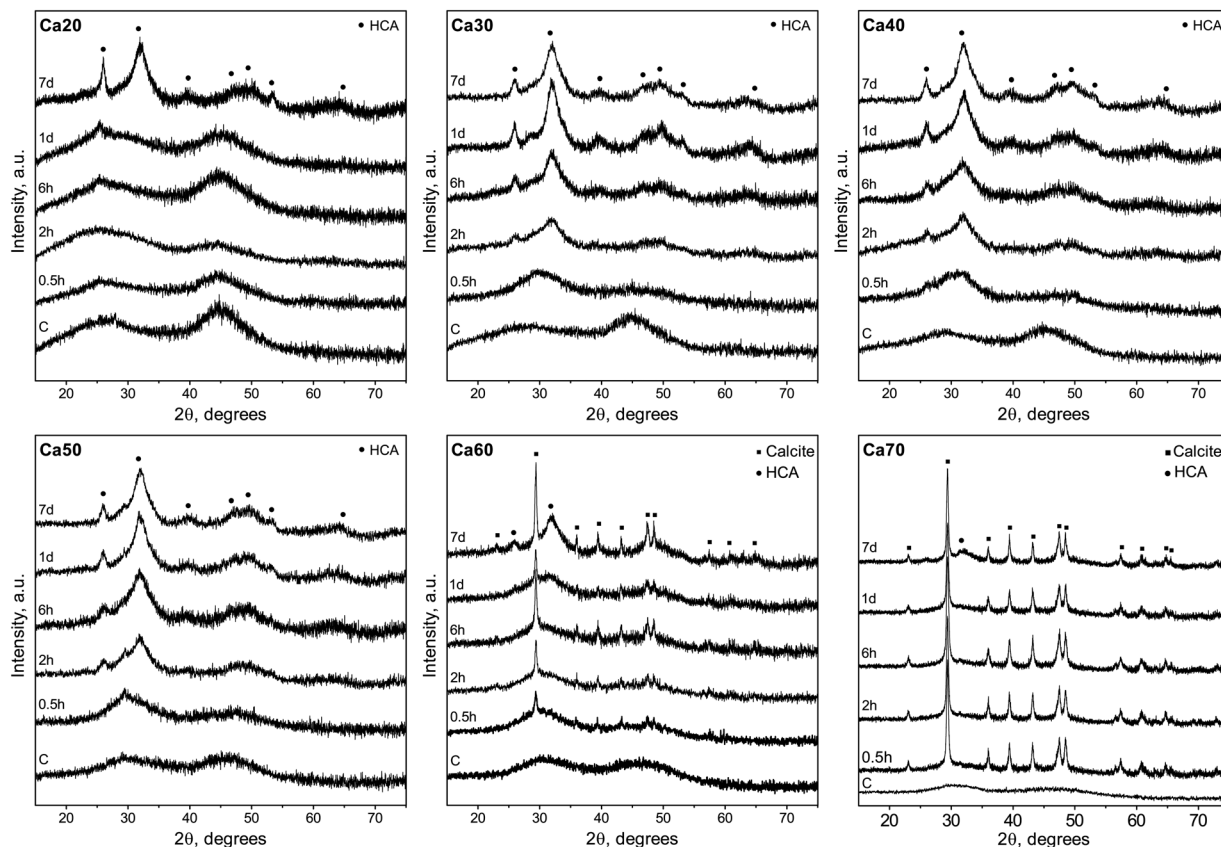 Ca20
● HCA
7d
1d
6h
2h
0.5h
C
Intensity, a.u.
20 30 40 50 60 70
2θ, degrees
Ca30
● HCA
7d
1d
6h
2h
0.5h
C
Intensity, a.u.
20 30 40 50 60 70
2θ, degrees
Ca40
● HCA
7d
1d
6h
2h
0.5h
C
Intensity, a.u.
20 30 40 50 60 70
2θ, degrees
Ca50
● HCA
7d
1d
6h
2h
0.5h
C
Intensity, a.u.
20 30 40 50 60 70
2θ, degrees
Ca60
■ Calcite
● HCA
7d
1d
6h
2h
0.5h
C
Intensity, a.u.
20 30 40 50 60 70
2θ, degrees
Ca70
■ Calcite
● HCA
7d
1d
6h
2h
0.5h
C
Intensity, a.u.
20 30 40 50 60 70
2θ, degrees